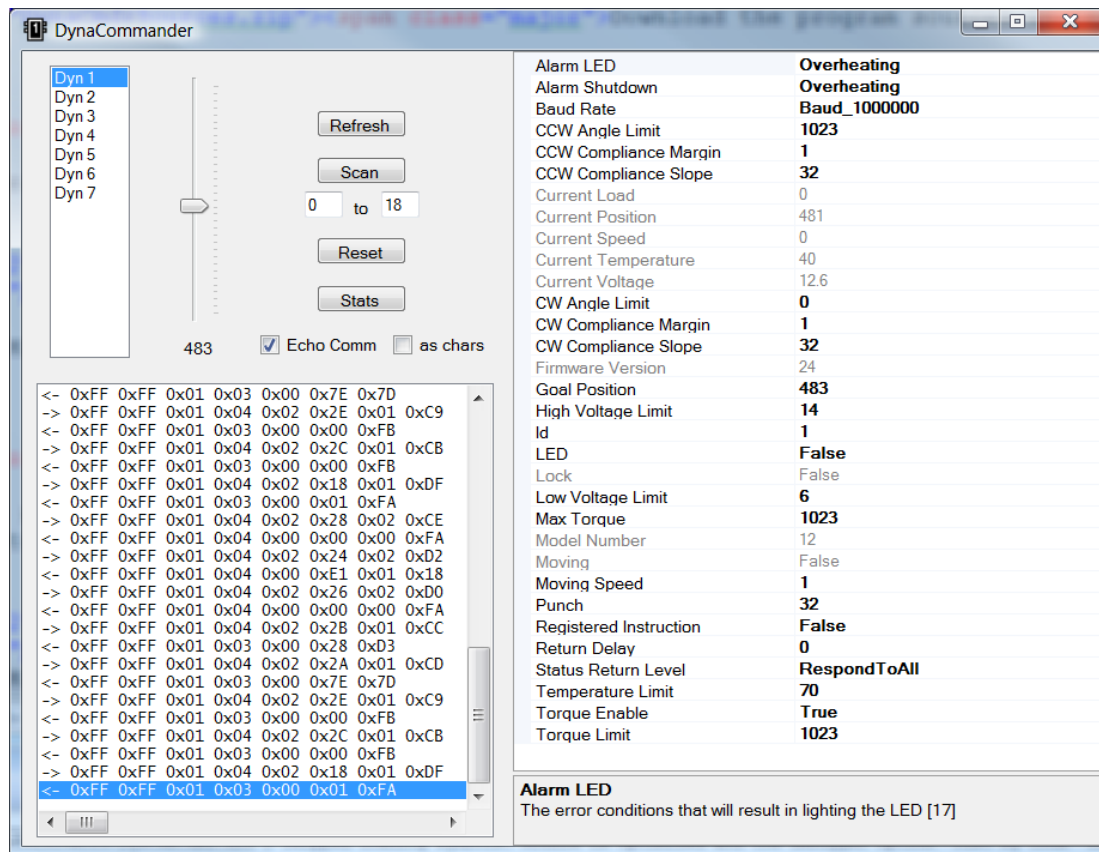 Download the program sou
DynaCommander
Dyn 1
Dyn 2
Dyn 3
Dyn 4
Dyn 5
Dyn 6
Dyn 7
Refresh
Scan
0 to 18
Reset
Stats
483
Echo Comm as chars
<- 0xFF 0xFF 0x01 0x03 0x00 0x7E 0x7D
-> 0xFF 0xFF 0x01 0x04 0x02 0x2E 0x01 0xC9
<- 0xFF 0xFF 0x01 0x03 0x00 0x00 0xFB
-> 0xFF 0xFF 0x01 0x04 0x02 0x2C 0x01 0xCB
<- 0xFF 0xFF 0x01 0x03 0x00 0x00 0xFB
-> 0xFF 0xFF 0x01 0x04 0x02 0x18 0x01 0xDF
<- 0xFF 0xFF 0x01 0x03 0x00 0x01 0xFA
-> 0xFF 0xFF 0x01 0x04 0x02 0x28 0x02 0xCE
<- 0xFF 0xFF 0x01 0x04 0x00 0x00 0x00 0xFA
-> 0xFF 0xFF 0x01 0x04 0x02 0x24 0x02 0xD2
<- 0xFF 0xFF 0x01 0x04 0x00 0xE1 0x01 0x18
-> 0xFF 0xFF 0x01 0x04 0x02 0x26 0x02 0xD0
<- 0xFF 0xFF 0x01 0x04 0x00 0x00 0x00 0xFA
-> 0xFF 0xFF 0x01 0x04 0x02 0x2B 0x01 0xCC
<- 0xFF 0xFF 0x01 0x03 0x00 0x28 0xD3
-> 0xFF 0xFF 0x01 0x04 0x02 0x2A 0x01 0xCD
<- 0xFF 0xFF 0x01 0x03 0x00 0x7E 0x7D
-> 0xFF 0xFF 0x01 0x04 0x02 0x2E 0x01 0xC9
<- 0xFF 0xFF 0x01 0x03 0x00 0x00 0xFB
-> 0xFF 0xFF 0x01 0x04 0x02 0x2C 0x01 0xCB
<- 0xFF 0xFF 0x01 0x03 0x00 0x00 0xFB
-> 0xFF 0xFF 0x01 0x04 0x02 0x18 0x01 0xDF
<- 0xFF 0xFF 0x01 0x03 0x00 0x01 0xFA
Alarm LED Overheating
Alarm Shutdown Overheating
Baud Rate Baud_1000000
CCW Angle Limit 1023
CCW Compliance Margin 1
CCW Compliance Slope 32
Current Load 0
Current Position 481
Current Speed 0
Current Temperature 40
Current Voltage 12.6
CW Angle Limit 0
CW Compliance Margin 1
CW Compliance Slope 32
Firmware Version 24
Goal Position 483
High Voltage Limit 14
Id 1
LED False
Lock False
Low Voltage Limit 6
Max Torque 1023
Model Number 12
Moving False
Moving Speed 1
Punch 32
Registered Instruction False
Return Delay 0
Status Return Level RespondToAll
Temperature Limit 70
Torque Enable True
Torque Limit 1023
Alarm LED
The error conditions that will result in lighting the LED [17]